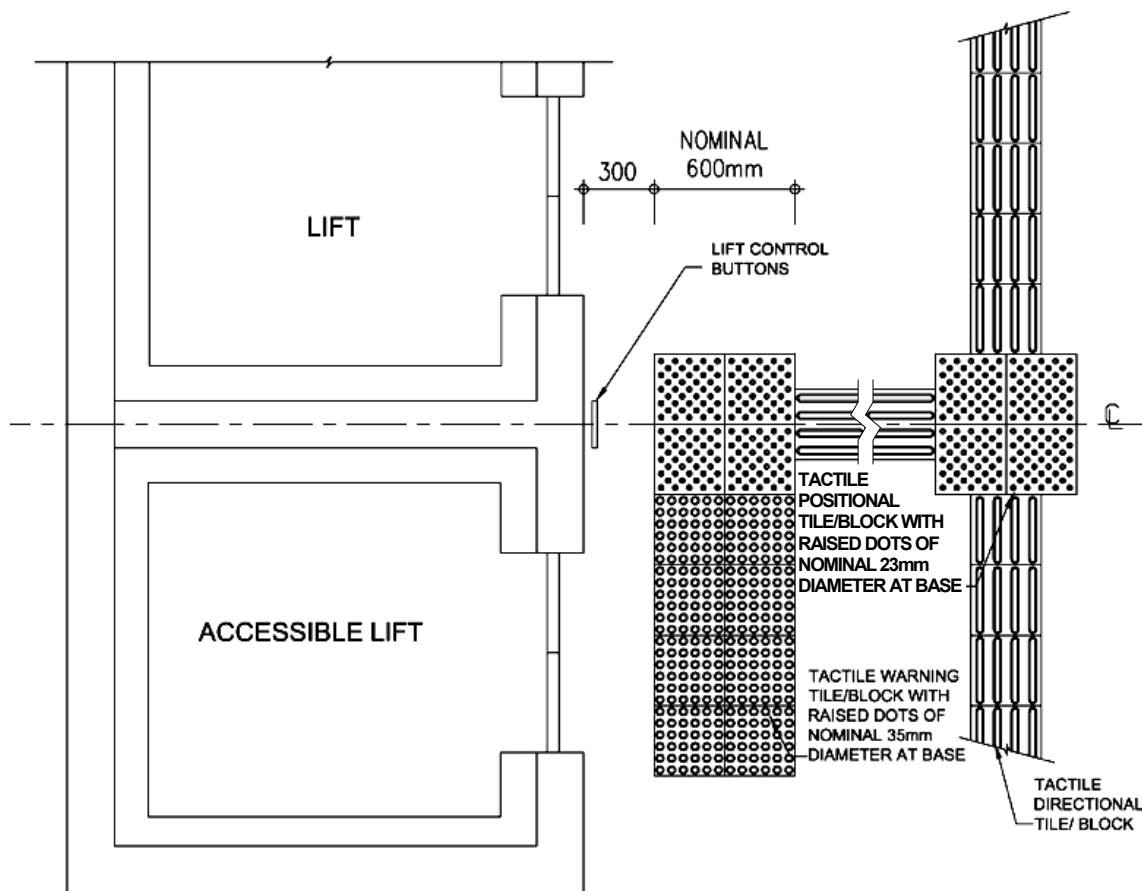 NOMINAL
300 600mm
LIFT
LIFT CONTROL
BUTTONS
℄
TACTILE
POSITIONAL
TILE/BLOCK WITH
RAISED DOTS OF
NOMINAL 23mm
DIAMETER AT BASE
ACCESSIBLE LIFT
TACTILE WARNING
TILE/BLOCK WITH
RAISED DOTS OF
NOMINAL 35mm
DIAMETER AT BASE
TACTILE
DIRECTIONAL
TILE/ BLOCK